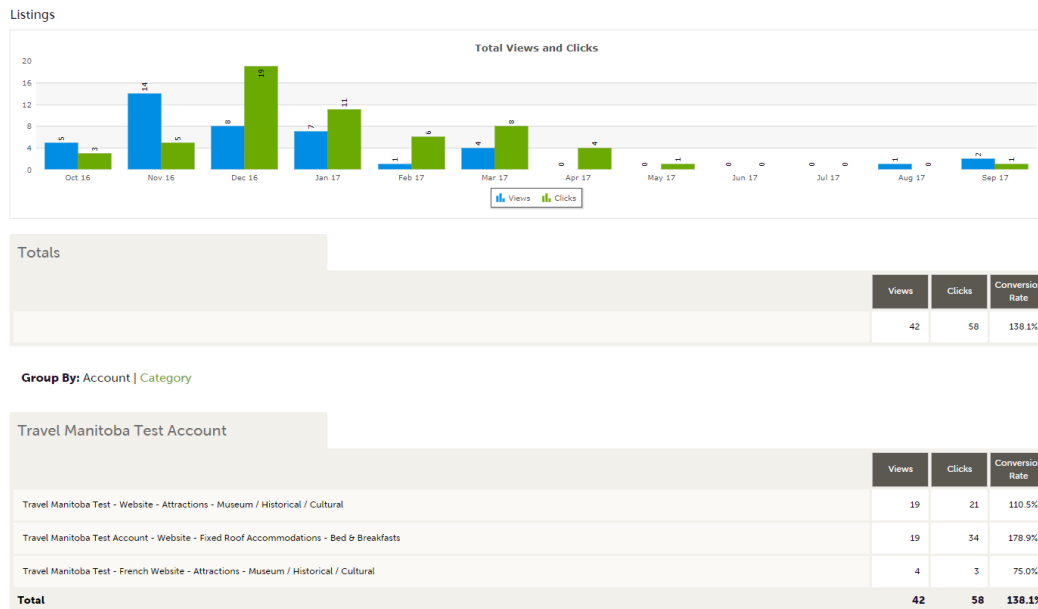 Listings
Total Views and Clicks
20
16
12
8
4
0
5 3 14 5 8 19 7 11 1 6 4 8 0 4 0 1 0 0 0 0 1 0 2 1
Oct 16 Nov 16 Dec 16 Jan 17 Feb 17 Mar 17 Apr 17 May 17 Jun 17 Jul 17 Aug 17 Sep 17
Views Clicks
Totals
Views Clicks Conversio
Rate
42 58 138.1%
Group By: Account | Category
Travel Manitoba Test Account
Views Clicks Conversio
Rate
Travel Manitoba Test - Website - Attractions - Museum / Historical / Cultural 19 21 110.5%
Travel Manitoba Test Account - Website - Fixed Roof Accommodations - Bed & Breakfasts 19 34 178.9%
Travel Manitoba Test - French Website - Attractions - Museum / Historical / Cultural 4 3 75.0%
Total 42 58 138.1%